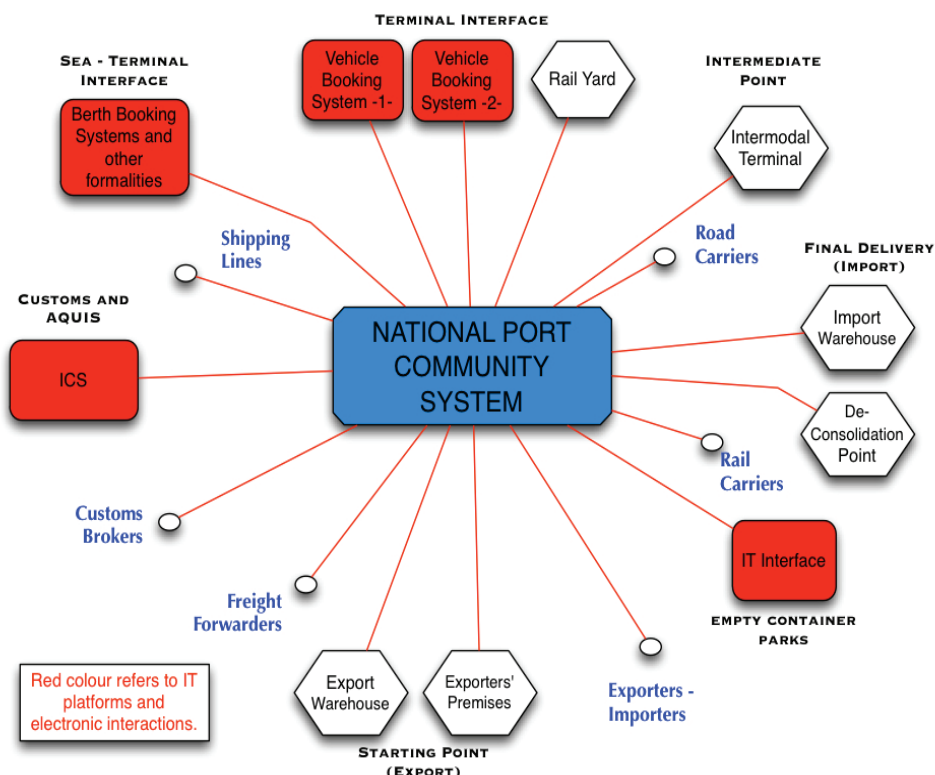 TERMINAL INTERFACE
SEA - TERMINAL
INTERFACE
Berth Booking
Systems and
other
formalities
Vehicle
Booking
System -1-
Vehicle
Booking
System -2-
Rail Yard
INTERMEDIATE
POINT
Intermodal
Terminal
Shipping
Lines
Road
Carriers
FINAL DELIVERY
(IMPORT)
Import
Warehouse
CUSTOMS AND
AQUIS
ICS
NATIONAL PORT
COMMUNITY
SYSTEM
De-
Consolidation
Point
Rail
Carriers
Customs
Brokers
IT Interface
EMPTY CONTAINER
PARKS
Freight
Forwarders
Export
Warehouse
Exporters'
Premises
Exporters -
Importers
STARTING POINT
(EXPORT)
Red colour refers to IT
platforms and
electronic interactions.